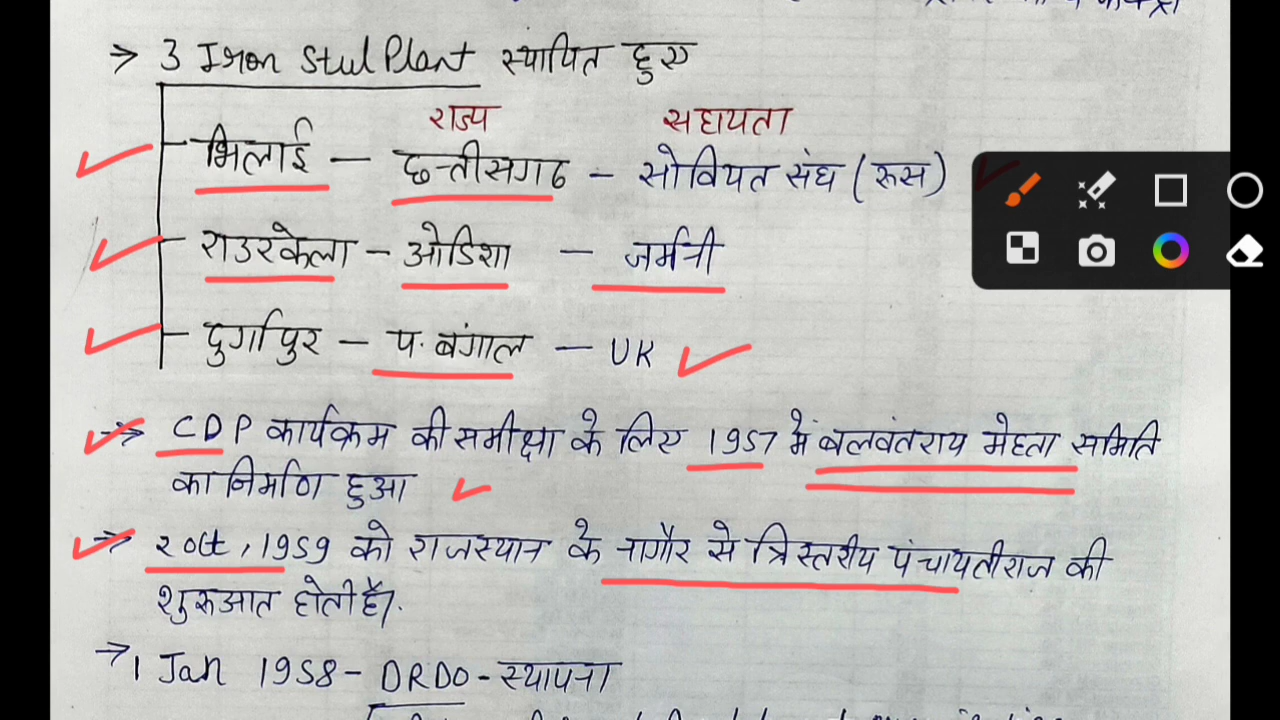 → 3 Iron Steel Plant स्थापित हुए
राज्य सहायता
भिलाई – छत्तीसगढ – सोवियत संघ (रूस)
राउरकेला – ओडिशा – जर्मनी
दुर्गापुर – प. बंगाल – UK
→ CDP कार्यक्रम की समीक्षा के लिए 1957 में बलवंतराय मेहता समिति
का निर्माण हुआ
→ 2 Oct, 1959 को राजस्थान के नागौर से त्रिस्तरीय पंचायतीराज की
शुरूआत होती है।
→ 1 Jan 1958 - DRDO - स्थापना